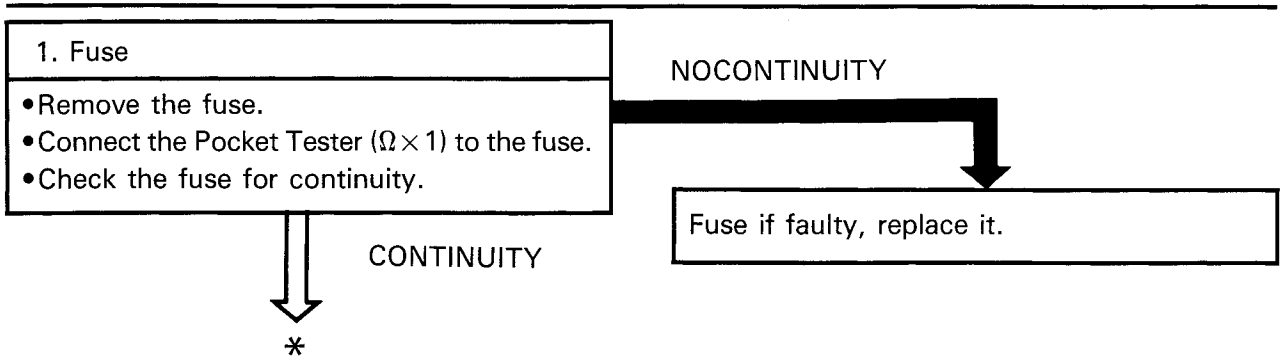 1. Fuse
•Remove the fuse.
•Connect the Pocket Tester (Ω×1) to the fuse.
•Check the fuse for continuity.
NOCONTINUITY
Fuse if faulty, replace it.
CONTINUITY
*